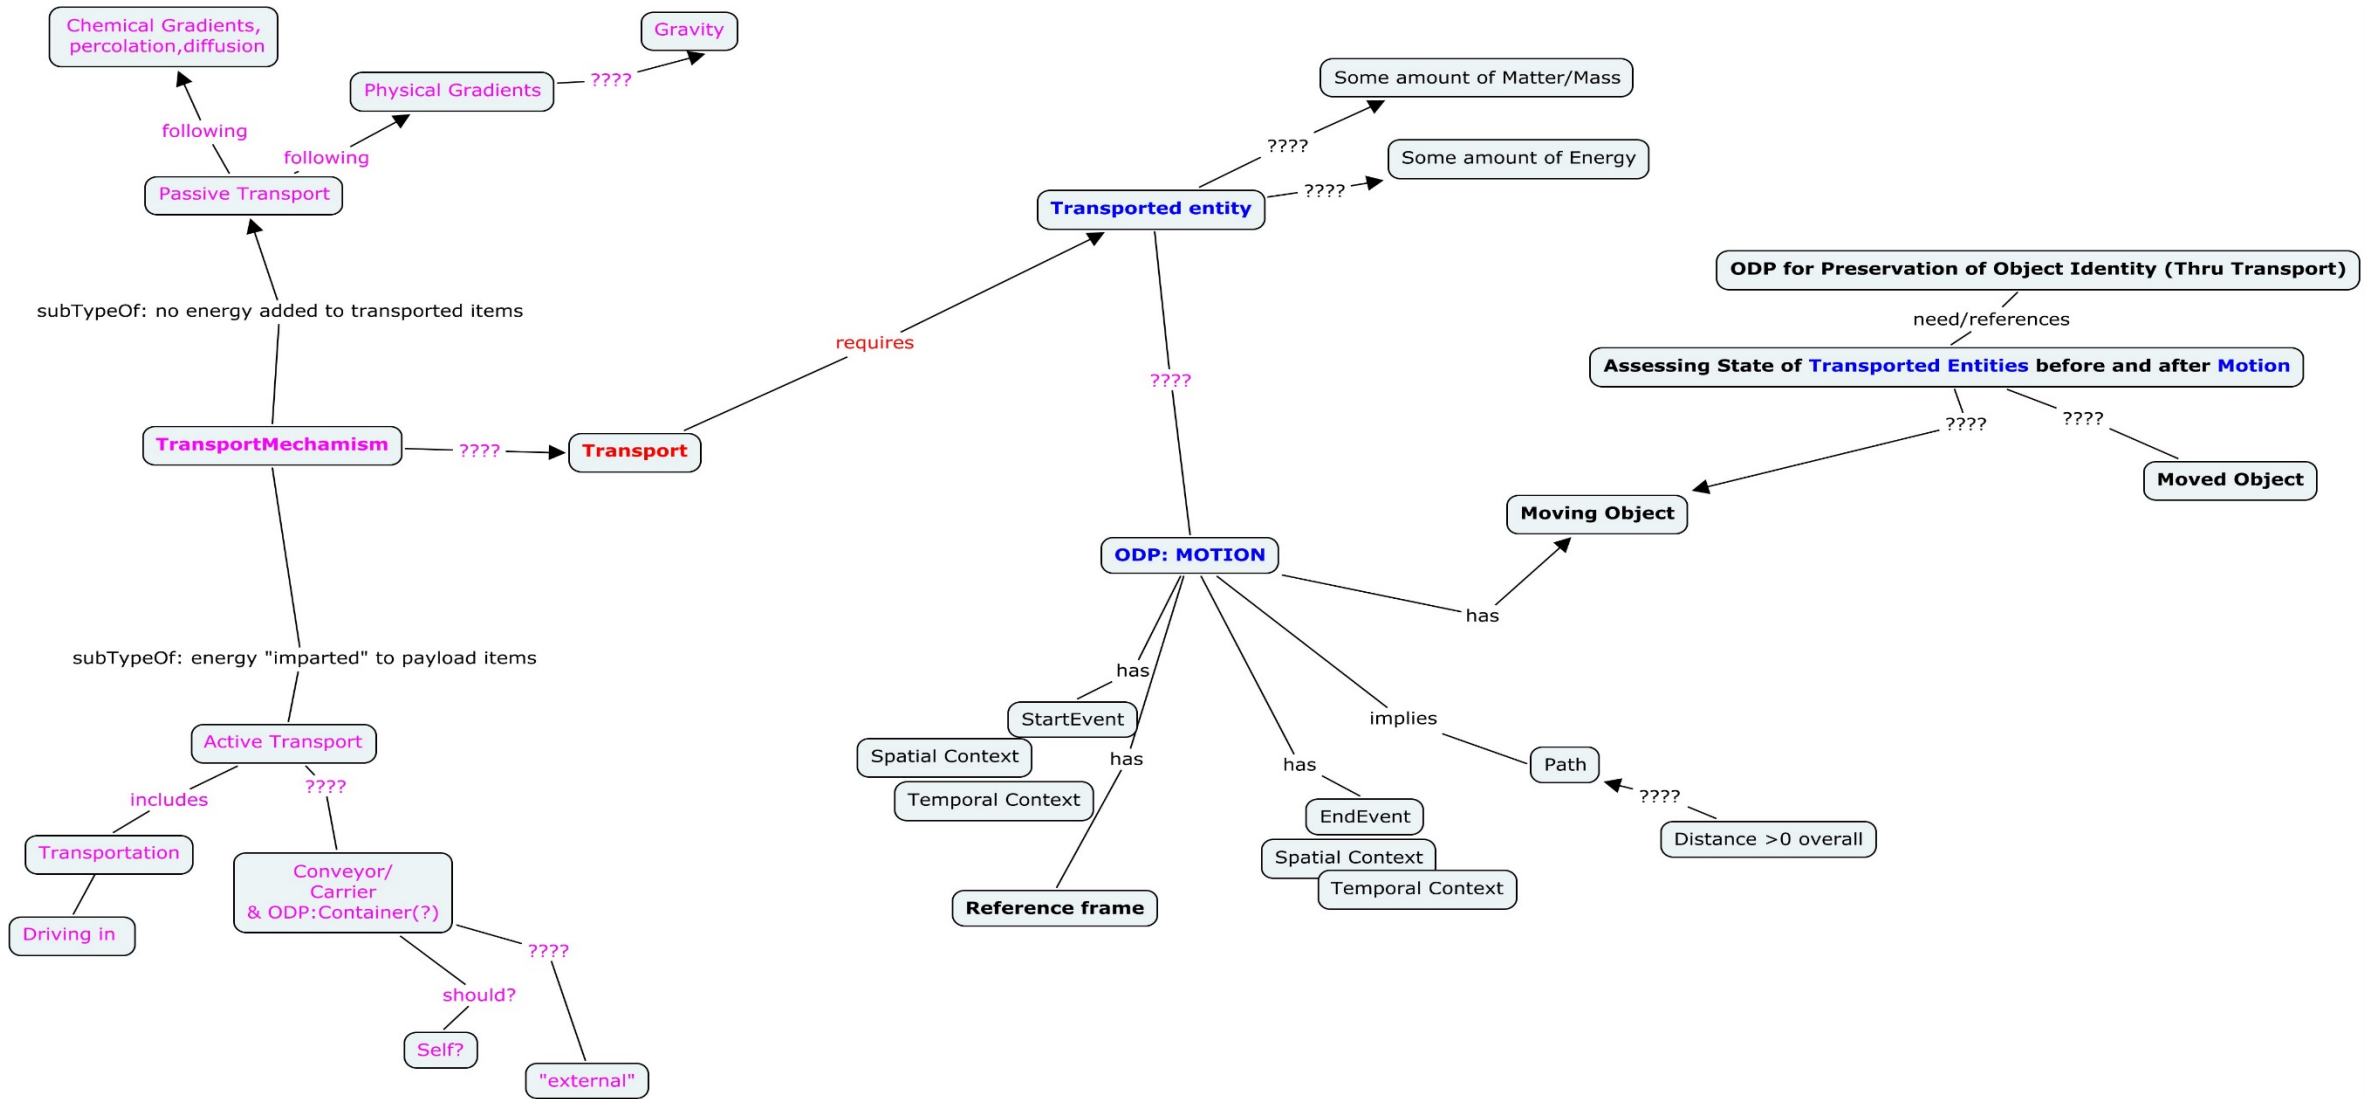 Chemical Gradients,
percolation,diffusion
Gravity
????
Physical Gradients
Some amount of Matter/Mass
following
following
????
Some amount of Energy
Passive Transport
????
Transported entity
ODP for Preservation of Object Identity (Thru Transport)
subTypeOf: no energy added to transported items
need/references
requires
Assessing State of Transported Entities before and after Motion
????
????
????
TransportMechamism
????
Transport
Moved Object
Moving Object
ODP: MOTION
has
subTypeOf: energy "imparted" to payload items
has
StartEvent
implies
Active Transport
Spatial Context
has
has
Path
????
includes
Temporal Context
????
EndEvent
Distance >0 overall
Transportation
Spatial Context
Conveyor/
Carrier
& ODP:Container(?)
Temporal Context
Reference frame
Driving in
????
should?
Self?
"external"